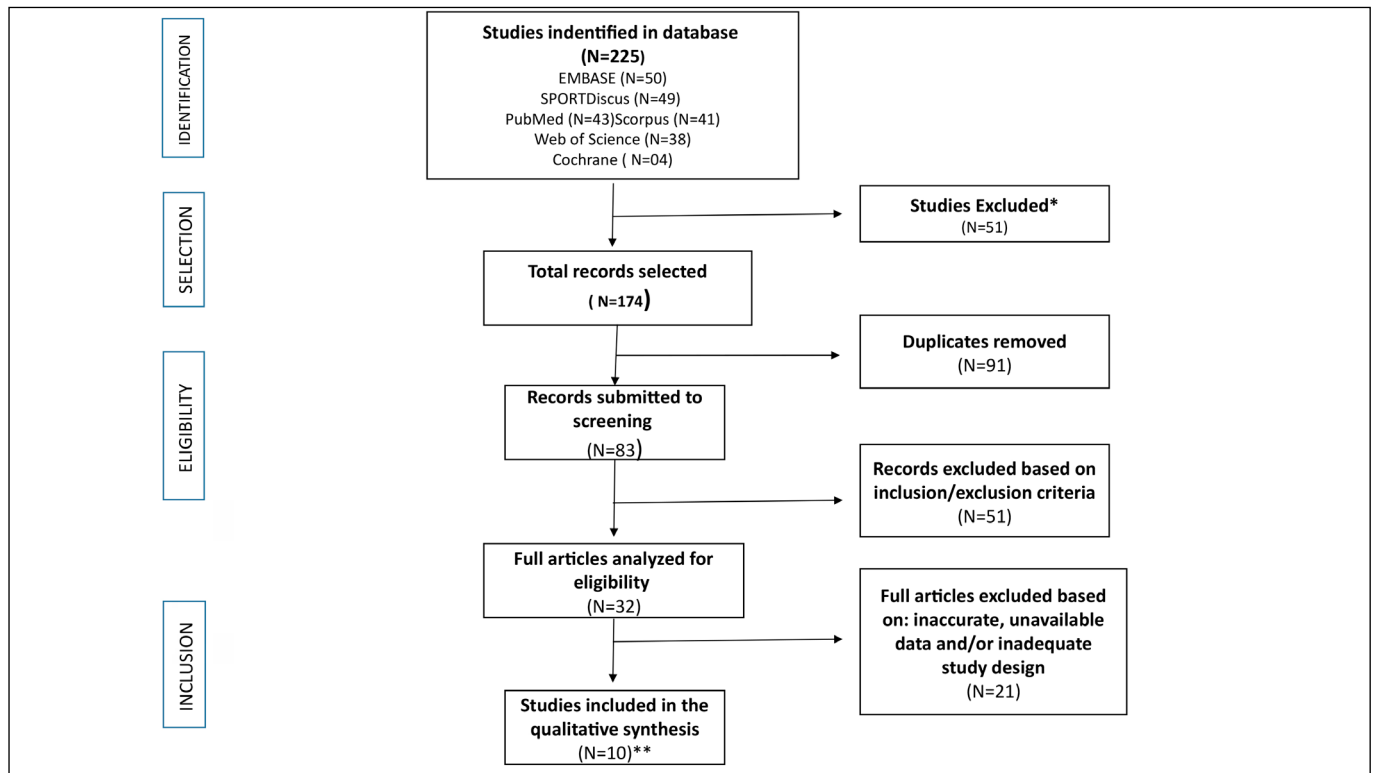 IDENTIFICATION
Studies indentified in database
(N=225)
EMBASE (N=50)
SPORTDiscus (N=49)
PubMed (N=43)Scorpus (N=41)
Web of Science (N=38)
Cochrane ( N=04)
SELECTION
Studies Excluded*
(N=51)
Total records selected
( N=174)
Duplicates removed
(N=91)
ELIGIBILITY
Records submitted to
screening
(N=83)
Records excluded based on
inclusion/exclusion criteria
(N=51)
Full articles analyzed for
eligibility
(N=32)
INCLUSION
Full articles excluded based
on: inaccurate, unavailable
data and/or inadequate
study design
(N=21)
Studies included in the
qualitative synthesis
(N=10)**